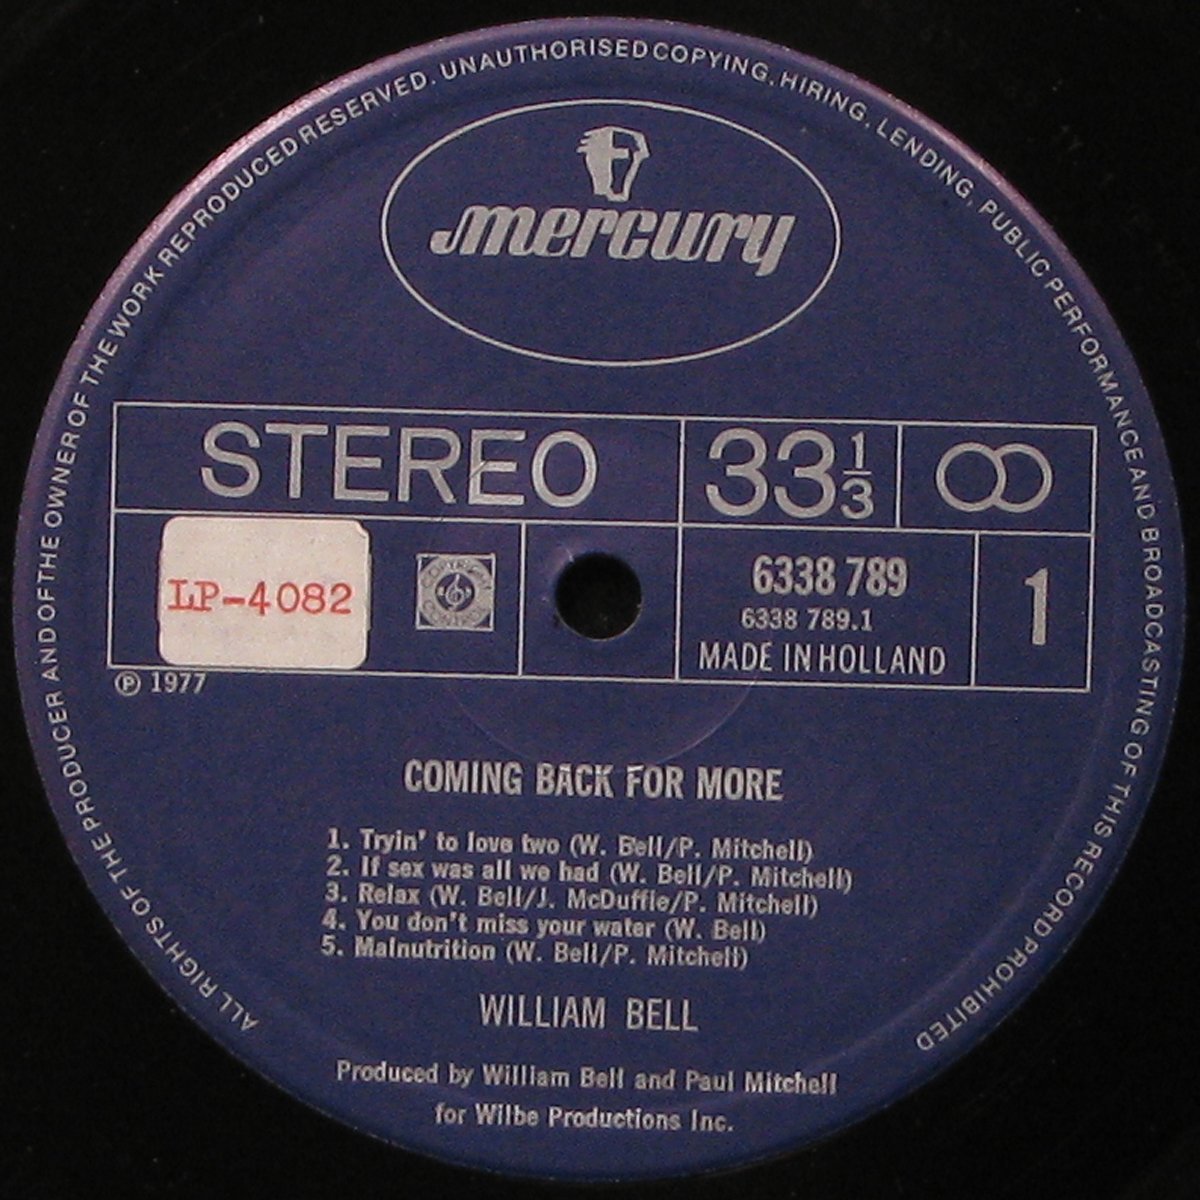 ALL RIGHTS OF THE PRODUCER AND OF THE OWNER OF THE WORK REPRODUCED RESERVED. UNAUTHORISED COPYING, HIRING, LENDING, PUBLIC PERFORMANCE AND BROADCASTING OF THIS RECORD PROHIBITED
mercury
STEREO 33 1/3
LP-4082
COPYRIGHT CONTROL
6338 789
6338 789.1
MADE IN HOLLAND
1
℗ 1977
COMING BACK FOR MORE
1. Tryin' to love two (W. Bell/P. Mitchell)
2. If sex was all we had (W. Bell/P. Mitchell)
3. Relax (W. Bell/J. McDuffie/P. Mitchell)
4. You don't miss your water (W. Bell)
5. Malnutrition (W. Bell/P. Mitchell)
WILLIAM BELL
Produced by William Bell and Paul Mitchell
for Wilbe Productions Inc.